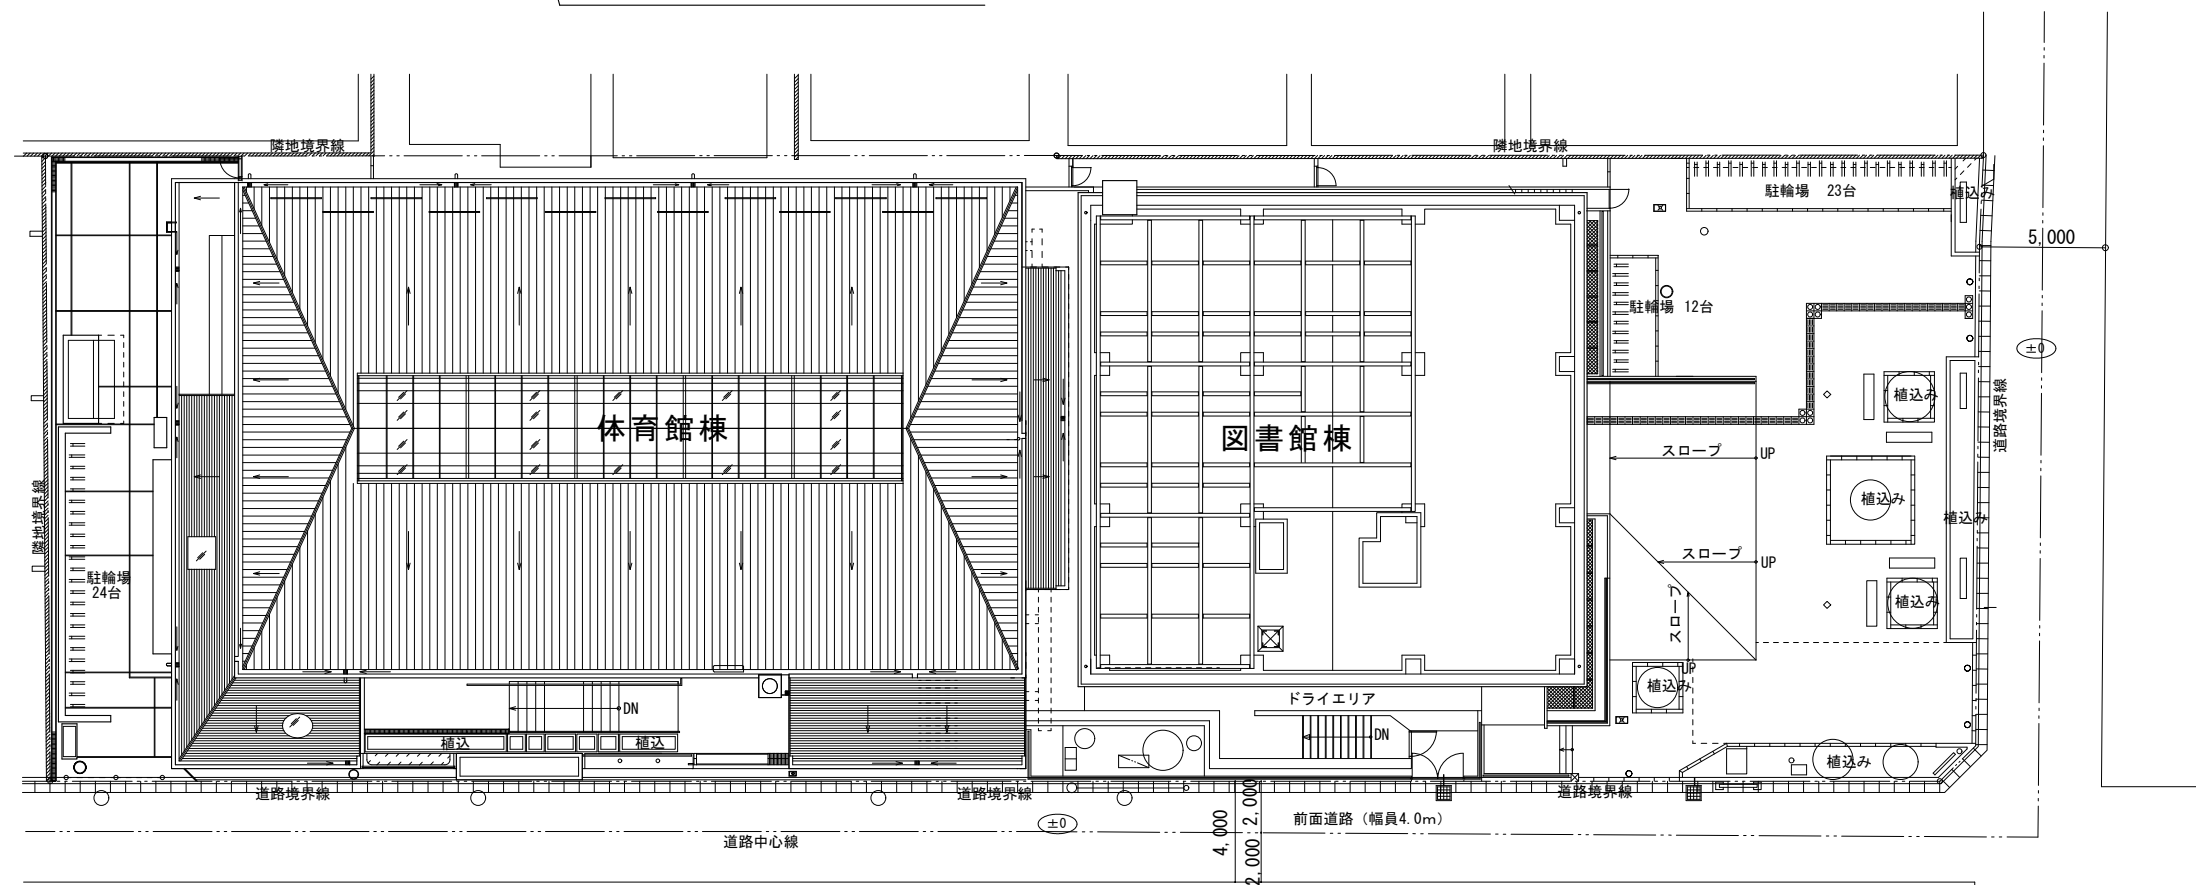 隣地境界線
隣地境界線
駐輪場 23台
植込み
5,000
駐輪場 12台
±0
道路境界線
植込み
体育館棟
図書館棟
スロープ
UP
植込み
植込み
隣地境界線
スロープ
UP
駐輪場
24台
スロープ
UP
植込み
植込み
ドライエリア
DN
DN
植込
植込
植込み
道路境界線
道路境界線
道路境界線
±0
4,000
2,000
2,000
前面道路（幅員4.0m）
道路中心線